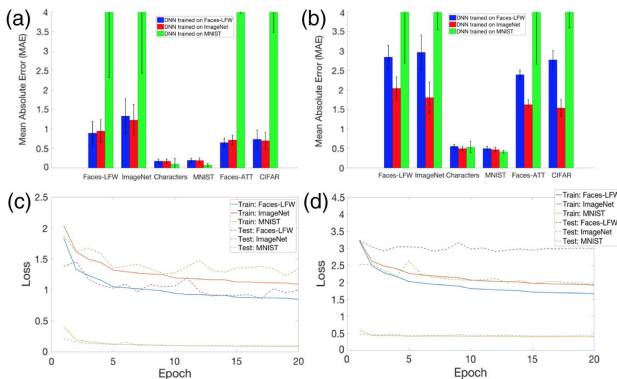 (a)
DNN trained on Faces-LFW
DNN trained on ImageNet
DNN trained on MNIST
Mean Absolute Error (MAE)
4
3.5
3
2.5
2
1.5
1
0.5
0
Faces-LFW ImageNet Characters MNIST Faces-ATT CIFAR
(b)
DNN trained on Faces-LFW
DNN trained on ImageNet
DNN trained on MNIST
Mean Absolute Error (MAE)
4
3.5
3
2.5
2
1.5
1
0.5
0
Faces-LFW ImageNet Characters MNIST Faces-ATT CIFAR
(c)
Train: Faces-LFW
Train: ImageNet
Train: MNIST
Test: Faces-LFW
Test: ImageNet
Test: MNIST
Loss
2.5
2
1.5
1
0.5
0
0 5 10 15 20
Epoch
(d)
Train: Faces-LFW
Train: ImageNet
Train: MNIST
Test: Faces-LFW
Test: ImageNet
Test: MNIST
Loss
4.5
4
3.5
3
2.5
2
1.5
1
0.5
0
0 5 10 15 20
Epoch